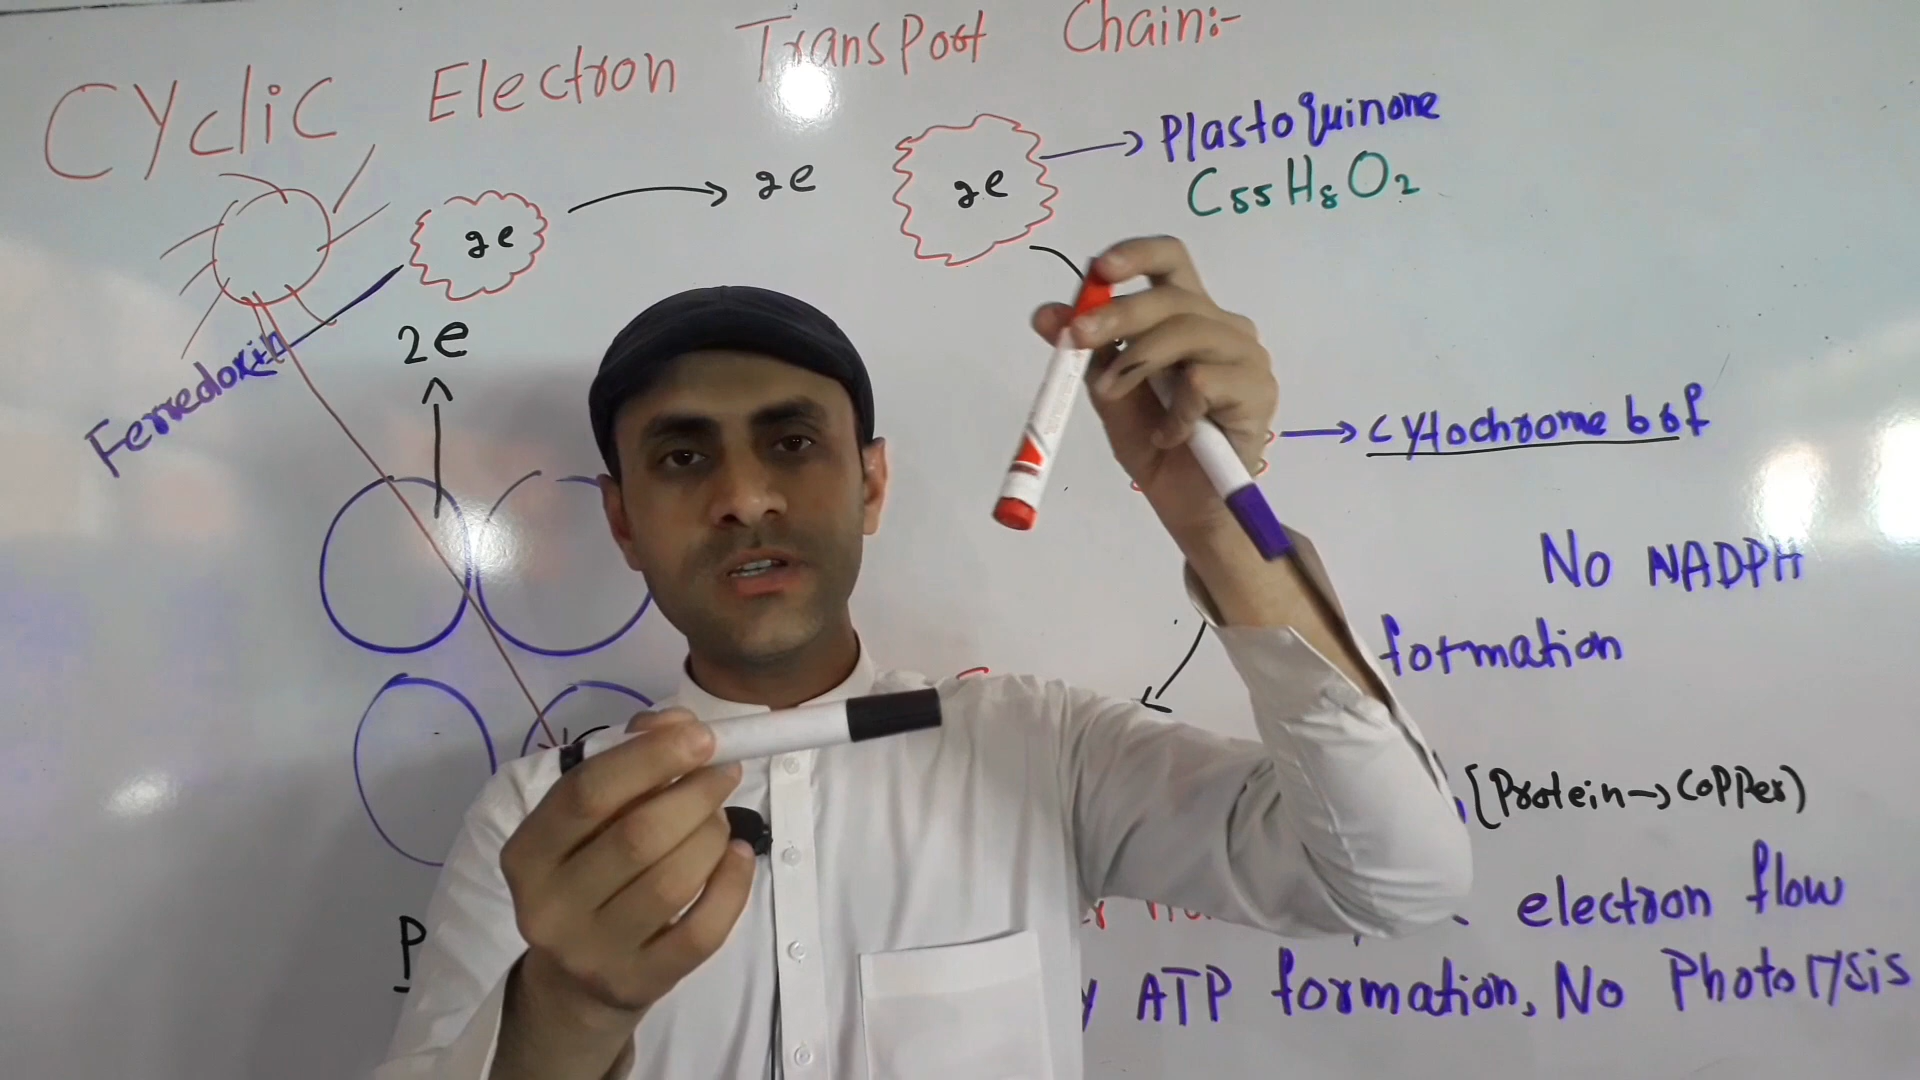 Cyclic Electron Transport Chain:-
Plastoquinone
C55H8O2
2e
2e
2e
2e
Ferredoxin
Cytochrome b6f
No NADPH
formation
(Protein→Copper)
electron flow
P
ATP formation, No Photolysis